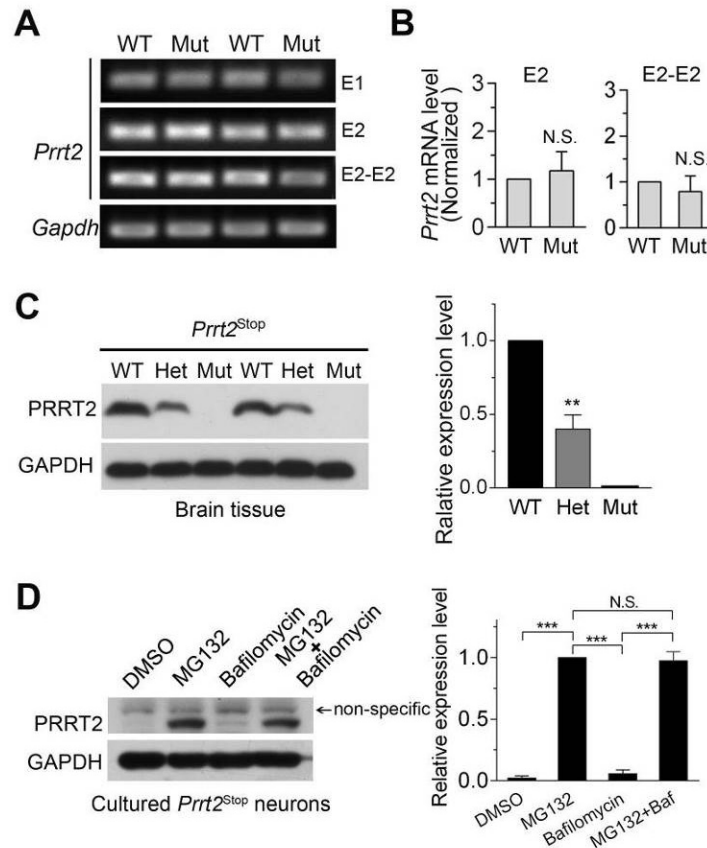 A
WT Mut WT Mut
E1
E2
E2-E2
Prrt2
Gapdh
B
E2
E2-E2
Prrt2 mRNA level
(Normalized )
3
2
1
0
N.S.
WT Mut
3
2
1
0
N.S.
WT Mut
C
Prrt2Stop
WT Het Mut WT Het Mut
PRRT2
GAPDH
Brain tissue
Ralative expression level
1.0
0.5
0.0
**
WT Het Mut
D
DMSO
MG132
Bafilomycin
MG132
+
Bafilomycin
←non-specific
PRRT2
GAPDH
Cultured Prrt2Stop neurons
Relative expression level
1.0
0.5
0.0
N.S.
*** *** ***
DMSO
MG132
Bafilomycin
MG132+Baf